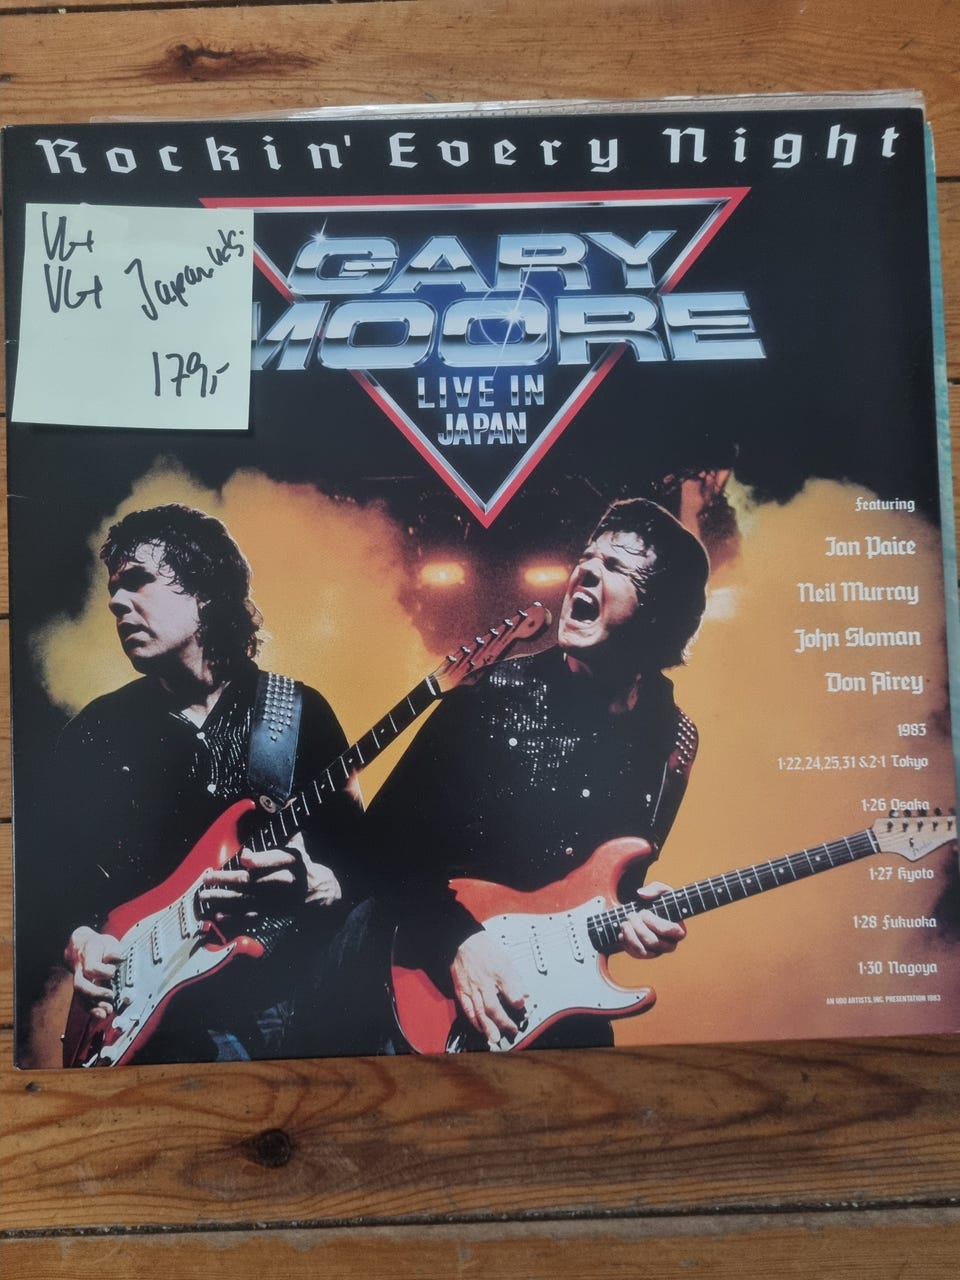 Rockin' Every Night
VG+
VG+ Japan uts.
179,-
GARY
MOORE
LIVE IN
JAPAN
featuring
Ian Paice
Neil Murray
John Sloman
Don Airey
1983
1·22,24,25,31 & 2·1 Tokyo
1·26 Osaka
1·27 Kyoto
1·28 Fukuoka
1·30 Nagoya
AN UDO ARTISTS, INC. PRESENTATION 1983
Fender